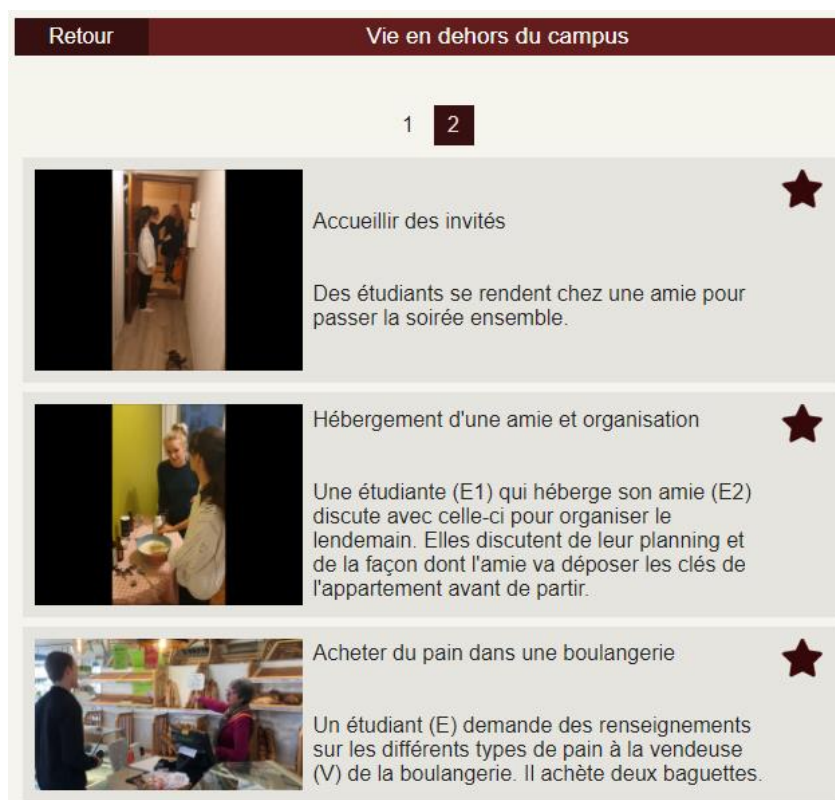 Retour
Vie en dehors du campus
1 2
Accueillir des invités
Des étudiants se rendent chez une amie pour
passer la soirée ensemble.
Hébergement d'une amie et organisation
Une étudiante (E1) qui héberge son amie (E2)
discute avec celle-ci pour organiser le
lendemain. Elles discutent de leur planning et
de la façon dont l'amie va déposer les clés de
l'appartement avant de partir.
Acheter du pain dans une boulangerie
Un étudiant (E) demande des renseignements
sur les différents types de pain à la vendeuse
(V) de la boulangerie. Il achète deux baguettes.